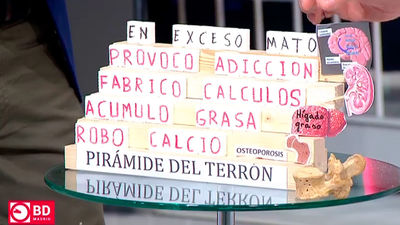 EN EXCESO MATO
PROVOCO ADICCION
FABRICO CALCULOS
ACUMULO GRASA
Hígado
graso
ROBO CALCIO
OSTEOPOROSIS
PIRÁMIDE DEL TERRÓN
BD
MADRID